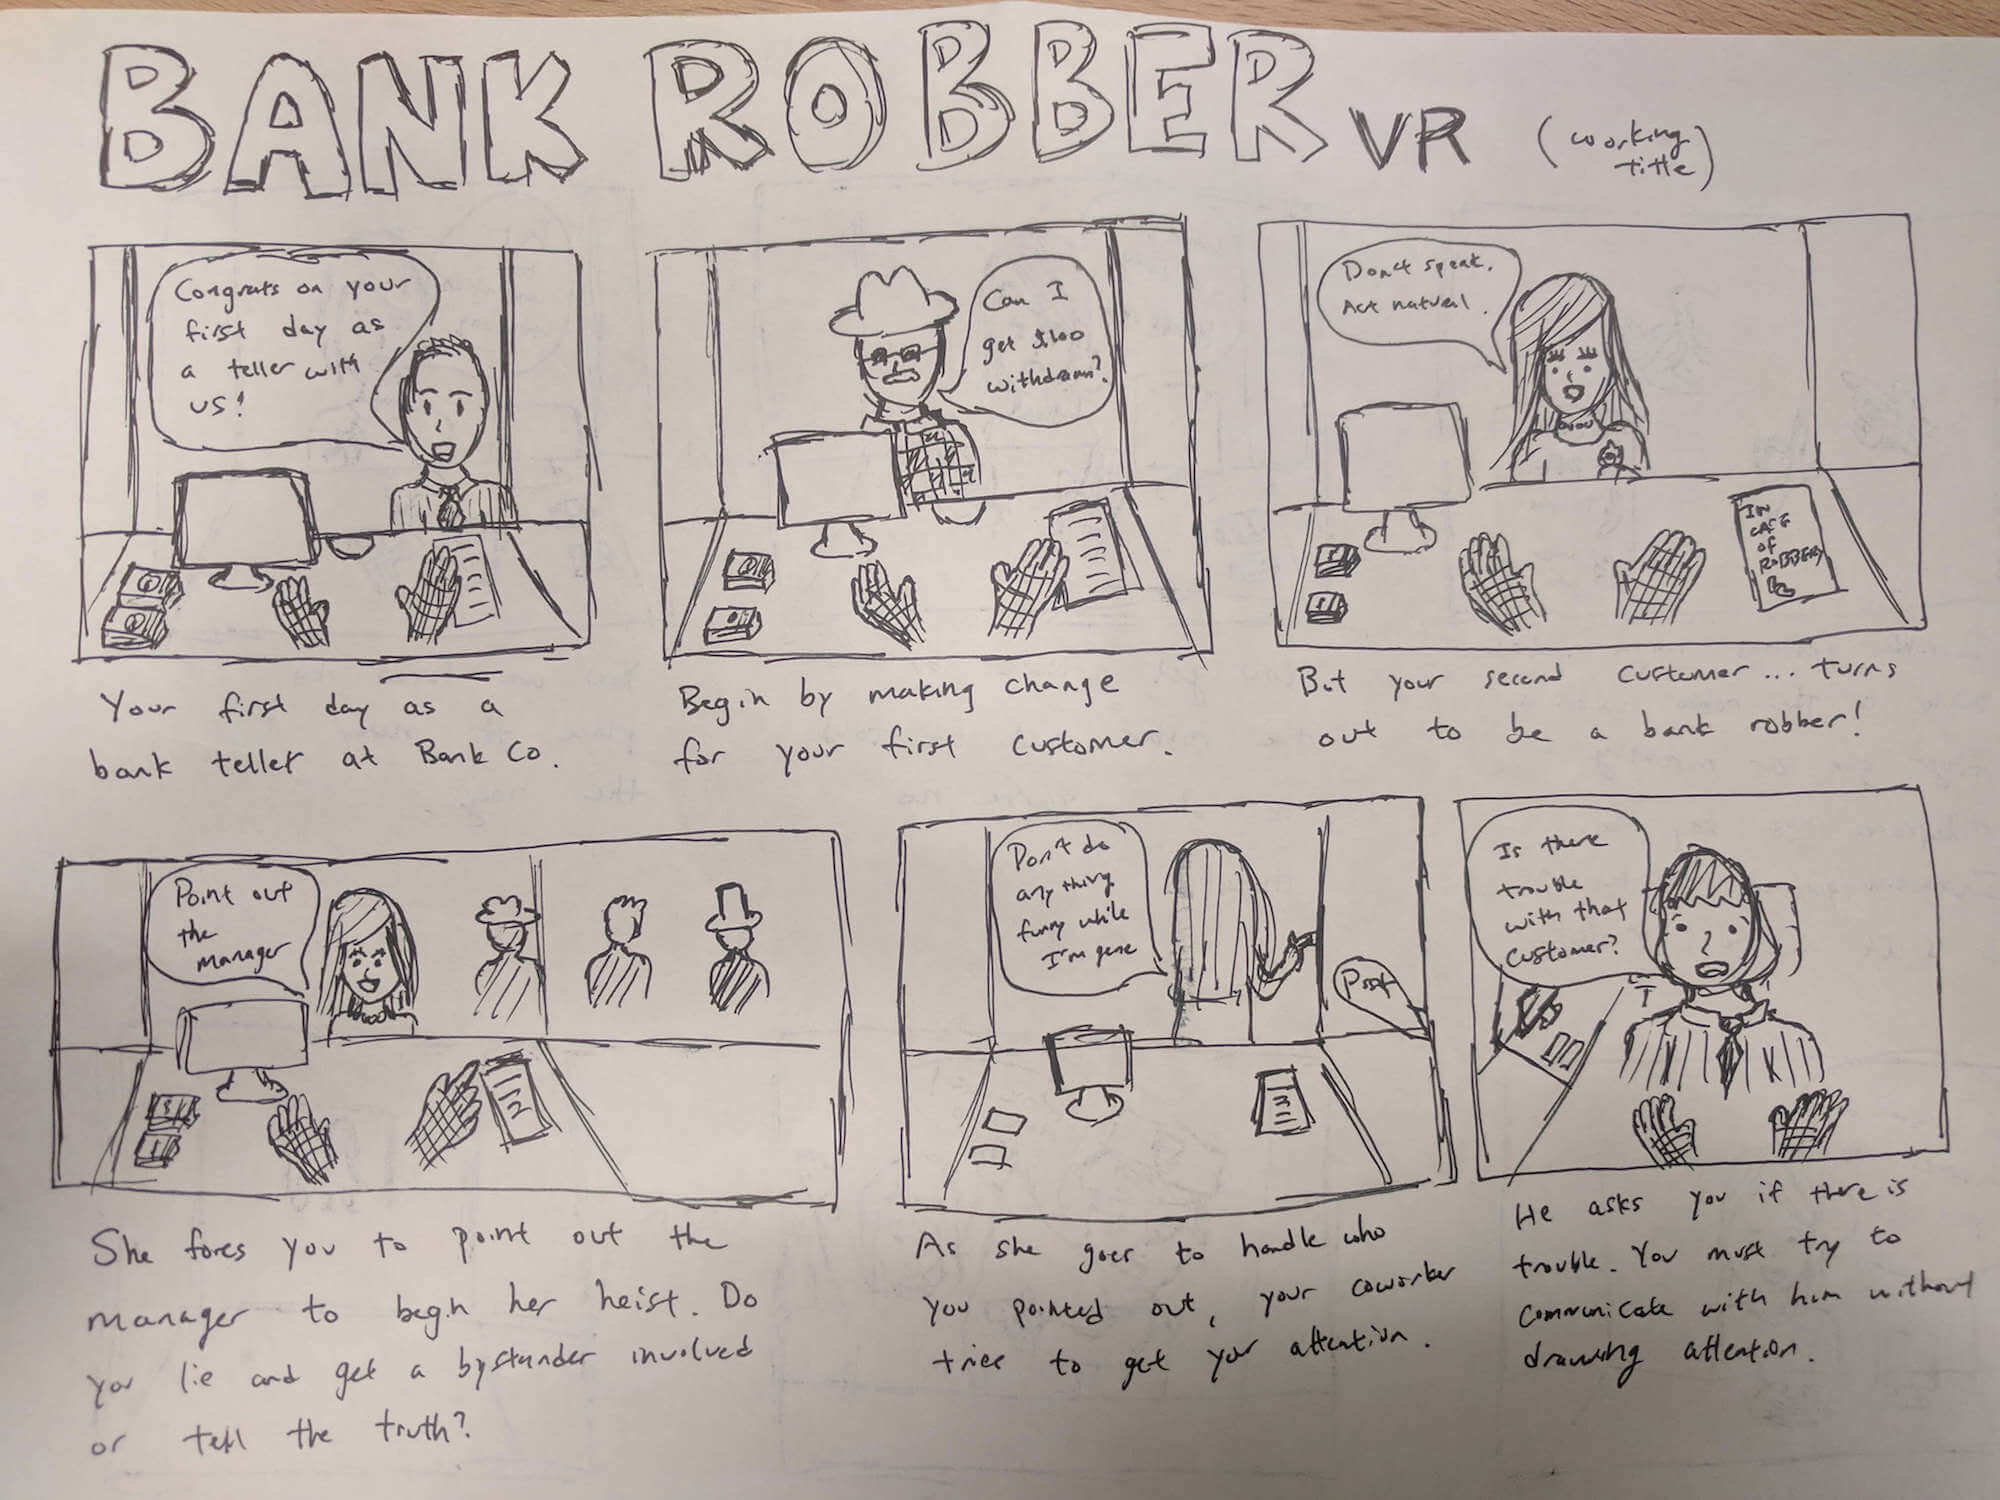 BANK ROBBER VR (working
title)
Congrats on your
first day as
a teller with
us!
Your first day as a
bank teller at Bank Co.
Can I
get $100
withdrawn?
Begin by making change
for your first customer.
Don't speak.
Act natural.
IN
CASE
OF
ROBBERY
But your second customer... turns
out to be a bank robber!
Point out
the
manager
She fores you to point out the
manager to begin her heist. Do
you lie and get a bystander involved
or tell the truth?
Don't do
anything
funny while
I'm gone
Psst
As she goes to handle who
you pointed out, your coworker
tries to get your attention.
Is there
trouble
with that
customer?
He asks you if there is
trouble. You must try to
communicate with him without
drawing attention.